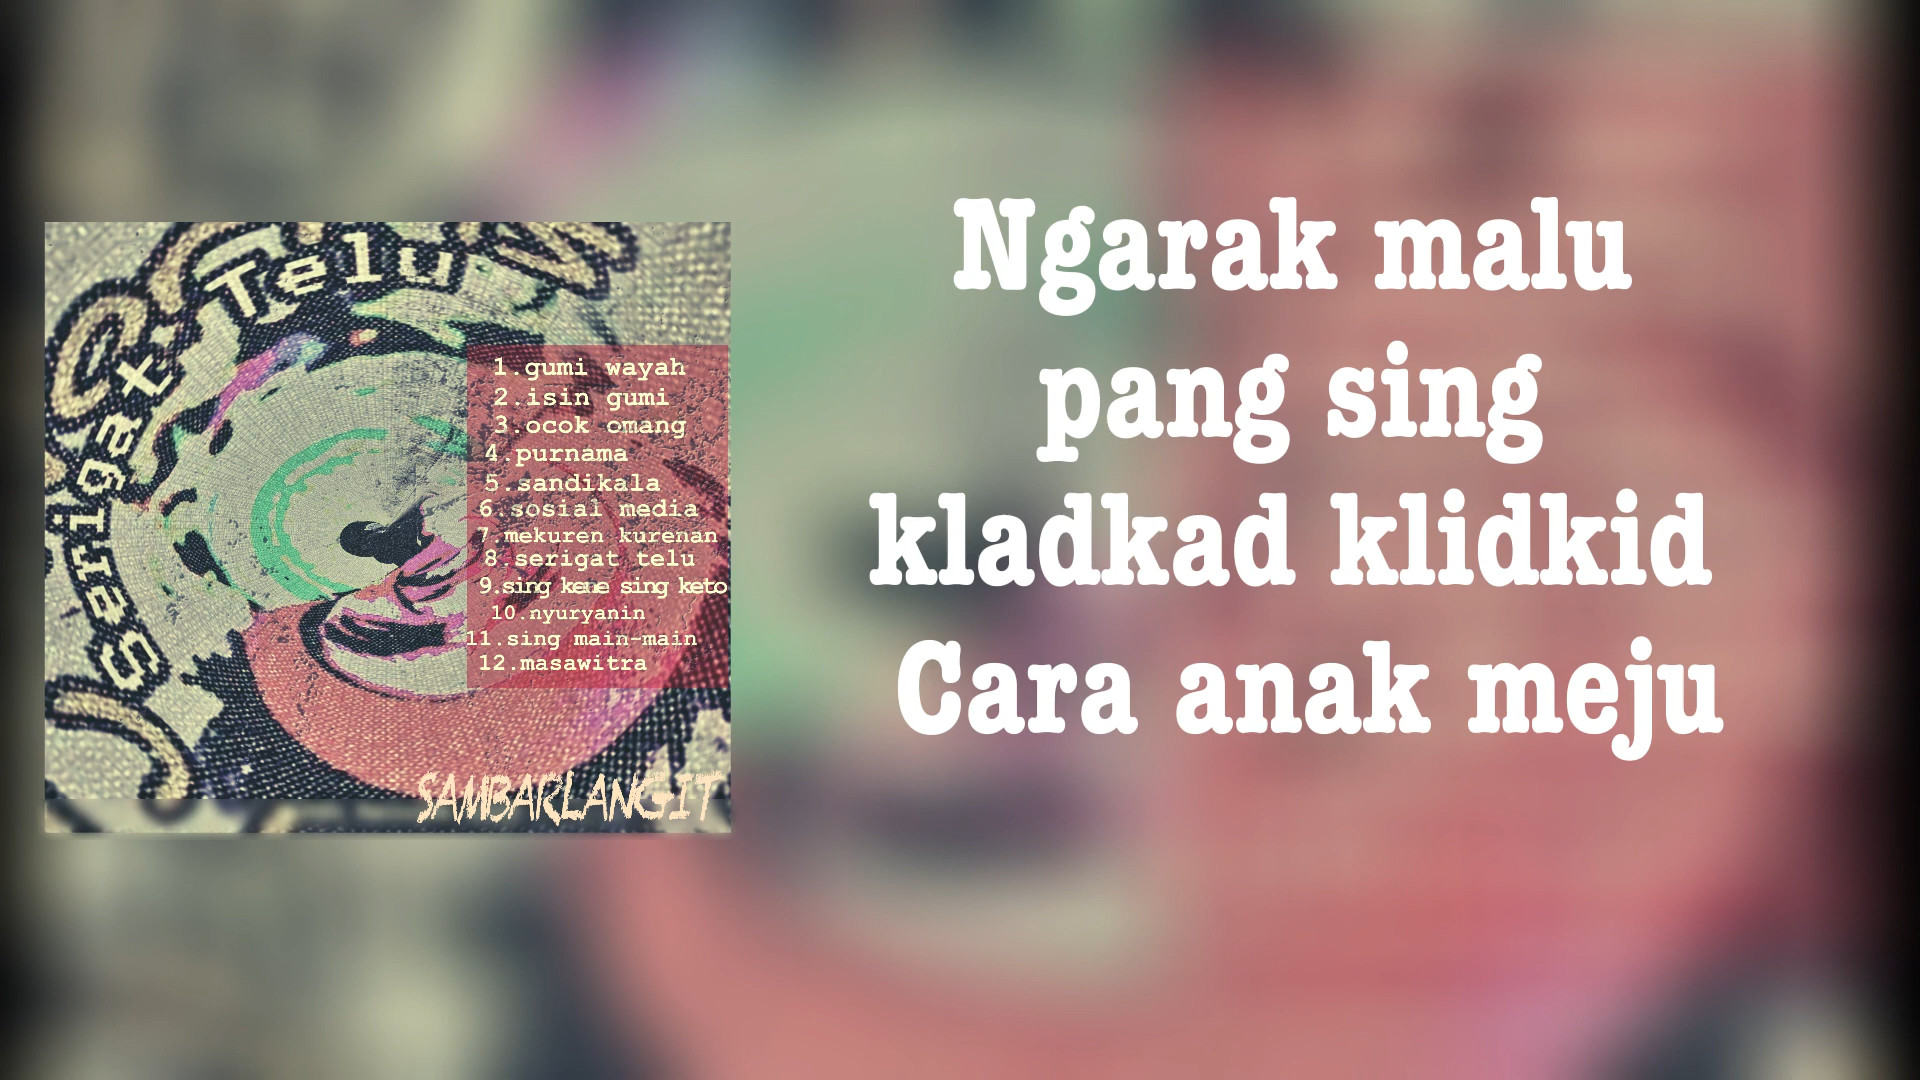 Serigat Telu
1.gumi wayah
2.isin gumi
3.ocok omang
4.purnama
5.sandikala
6.sosial media
7.mekuren kurenan
8.serigat telu
9.sing kene sing keto
10.nyuryanin
11.sing main-main
12.masawitra
SAMBARLANGIT
Ngarak malu
pang sing
kladkad klidkid
Cara anak meju